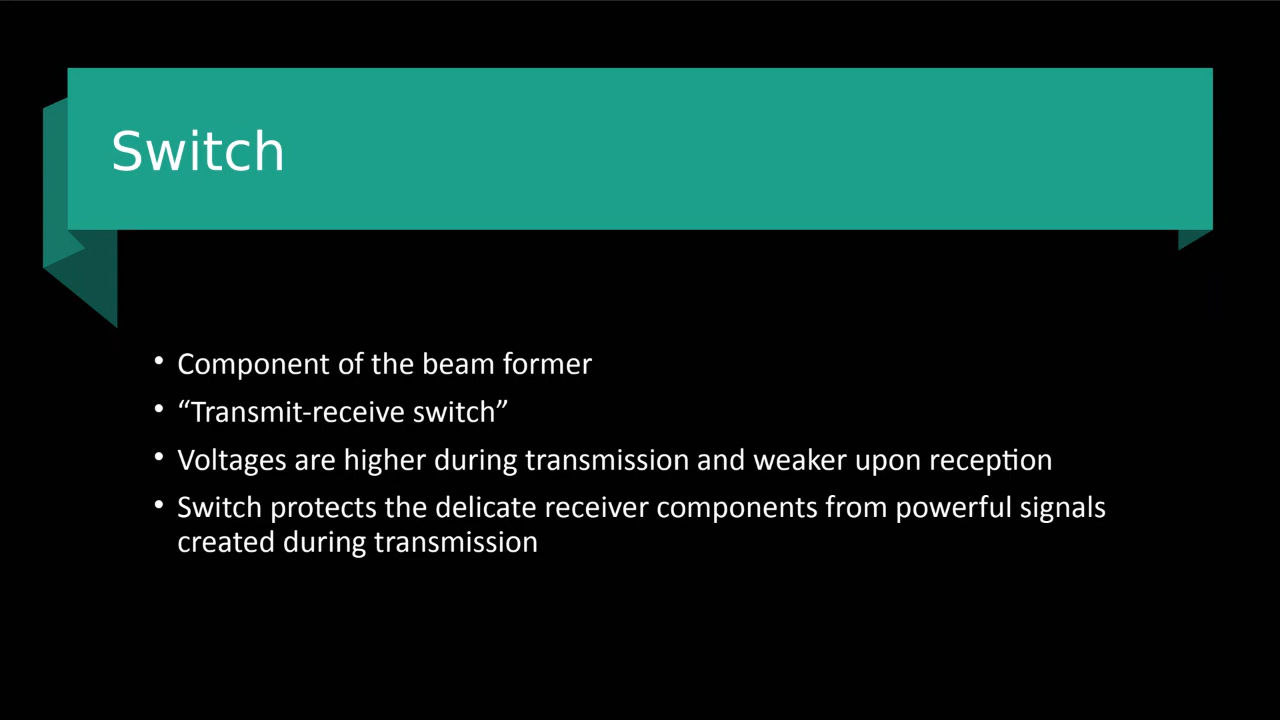 Switch
• Component of the beam former
• “Transmit-receive switch”
• Voltages are higher during transmission and weaker upon reception
• Switch protects the delicate receiver components from powerful signals
created during transmission